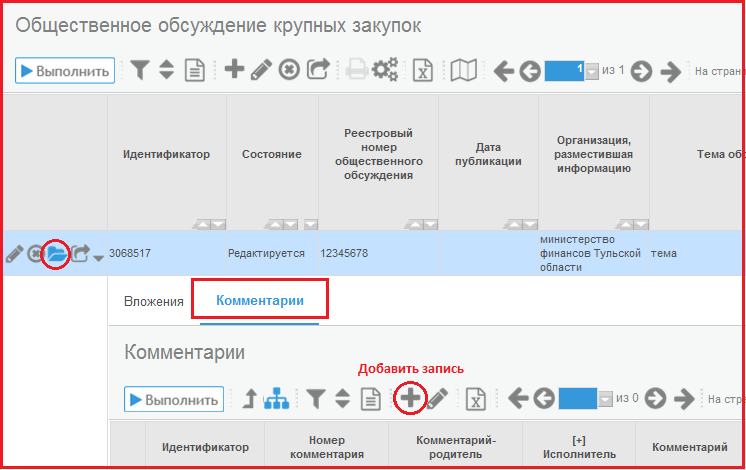 Общественное обсуждение крупных закупок
Выполнить
1
из 1
На стран
Идентификатор
Состояние
Реестровый
номер
общественного
обсуждения
Дата
публикации
Организация,
разместившая
информацию
Тема обс
3068517
Редактируется
12345678
министерство
финансов Тульской
области
тема
Вложения
Комментарии
Комментарии
Добавить запись
Выполнить
из 0
На стра
Идентификатор
Номер
комментария
Комментарий-
родитель
[+]
Исполнитель
Комментарий